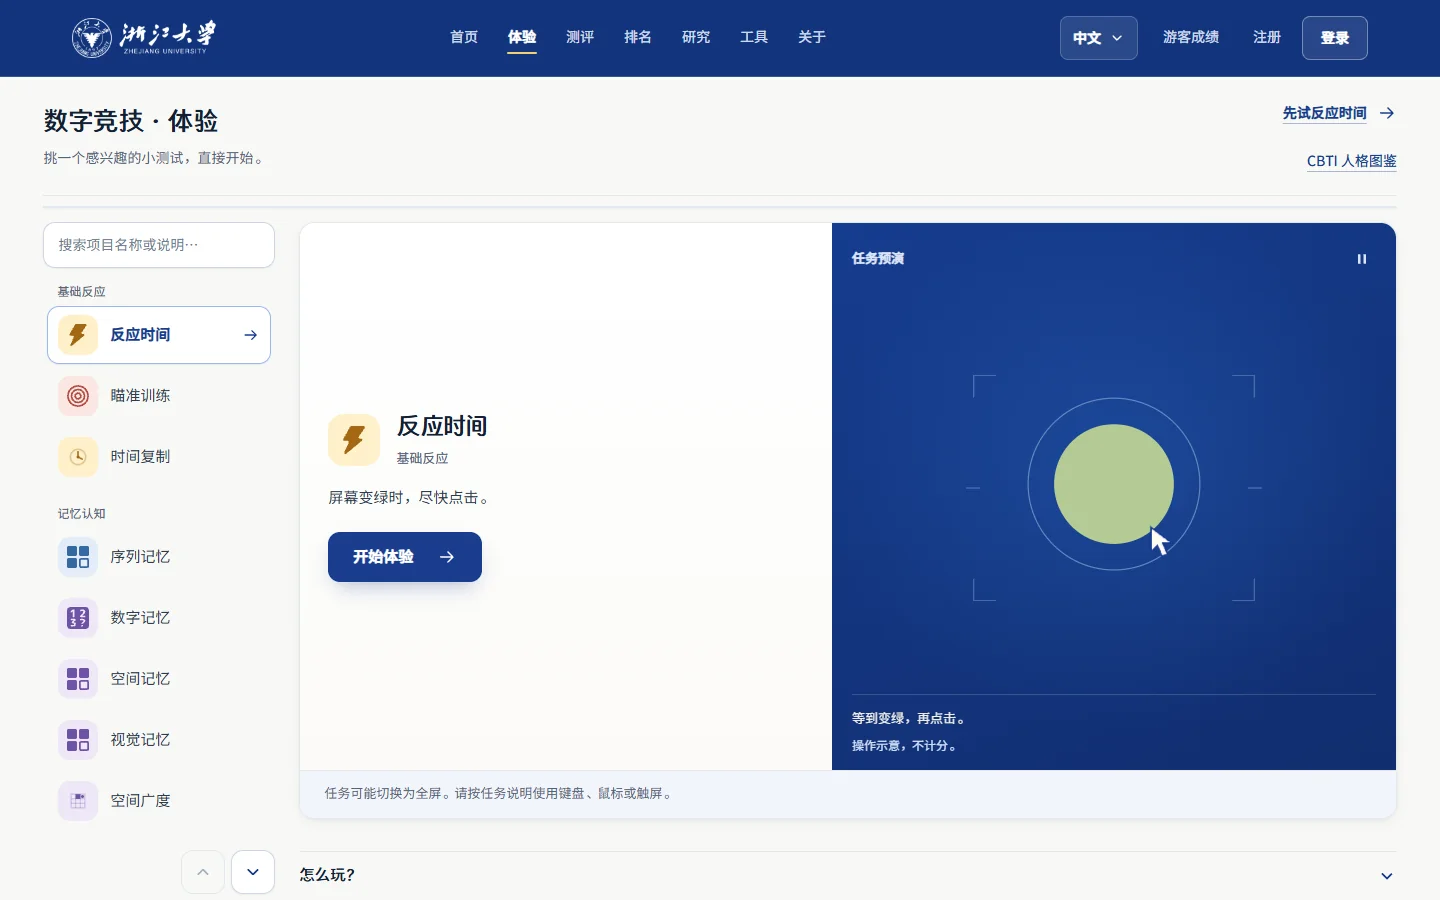 浙江大学
ZHEJIANG UNIVERSITY
首页
体验
测评
排名
研究
工具
关于
中文
游客成绩
注册
登录
数字竞技 · 体验
挑一个感兴趣的小测试，直接开始。
先试反应时间
CBTI 人格图鉴
搜索项目名称或说明···
基础反应
反应时间
瞄准训练
时间复制
记忆认知
序列记忆
数字记忆
空间记忆
视觉记忆
空间广度
反应时间
基础反应
屏幕变绿时，尽快点击。
开始体验
任务预演
等到变绿，再点击。
操作示意，不计分。
任务可能切换为全屏。请按任务说明使用键盘、鼠标或触屏。
怎么玩？